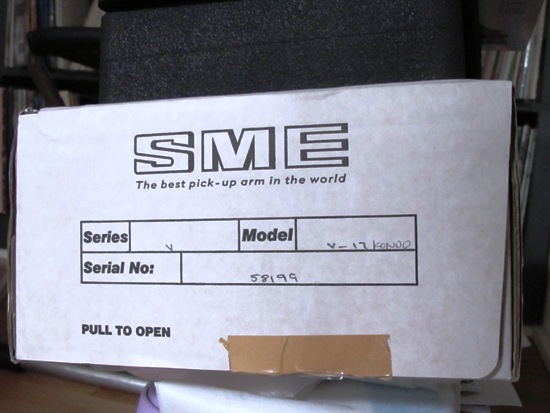 SME
The best pick-up arm in the world
Series V Model V-12 KONDO
Serial No: 58199
PULL TO OPEN